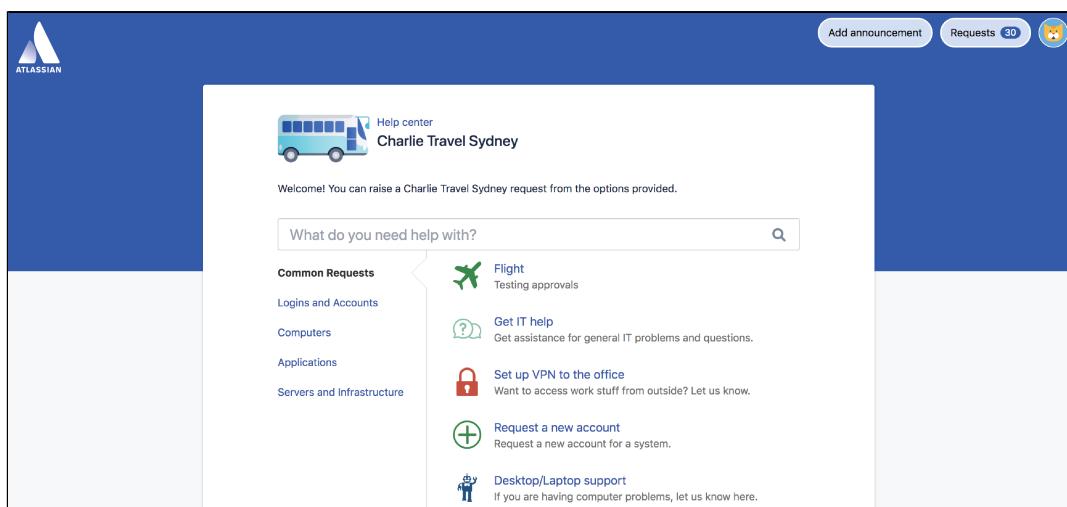 ATLASSIAN
Add announcement
Requests 30
Help center
Charlie Travel Sydney
Welcome! You can raise a Charlie Travel Sydney request from the options provided.
What do you need help with?
Common Requests
Logins and Accounts
Computers
Applications
Servers and Infrastructure
Flight
Testing approvals
Get IT help
Get assistance for general IT problems and questions.
Set up VPN to the office
Want to access work stuff from outside? Let us know.
Request a new account
Request a new account for a system.
Desktop/Laptop support
If you are having computer problems, let us know here.